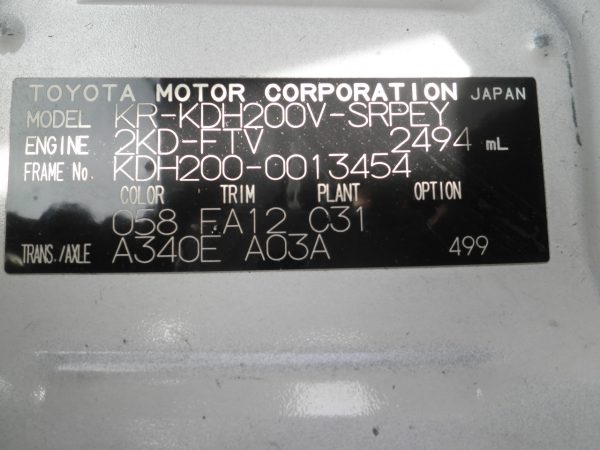 TOYOTA MOTOR CORPORATION JAPAN
MODEL KR-KDH200V-SRPEY
ENGINE 2KD-FTV 2494 mL
FRAME No. KDH200-0013454
COLOR TRIM PLANT OPTION
058 FA12 C31
TRANS./AXLE A340E A03A 499